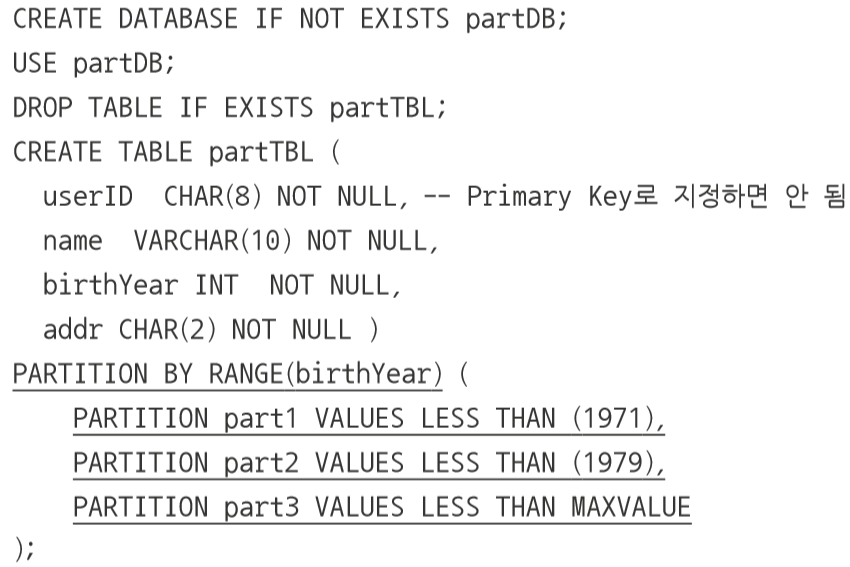 CREATE DATABASE IF NOT EXISTS partDB;
USE partDB;
DROP TABLE IF EXISTS partTBL;
CREATE TABLE partTBL (
  userID  CHAR(8) NOT NULL, -- Primary Key로 지정하면 안 됨
  name  VARCHAR(10) NOT NULL,
  birthYear INT  NOT NULL,
  addr CHAR(2) NOT NULL )
PARTITION BY RANGE(birthYear) (
    PARTITION part1 VALUES LESS THAN (1971),
    PARTITION part2 VALUES LESS THAN (1979),
    PARTITION part3 VALUES LESS THAN MAXVALUE
);